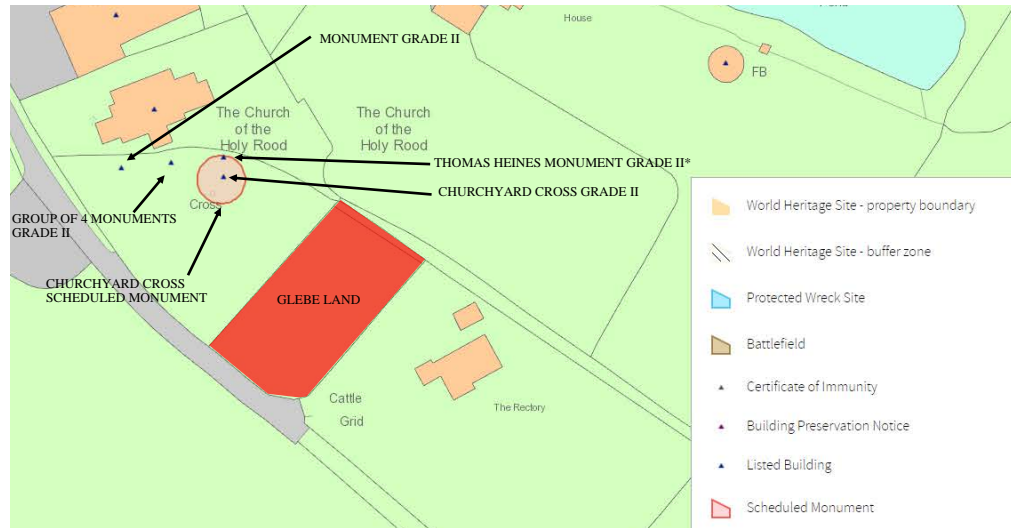 House
MONUMENT GRADE II
FB
The Church
of the
Holy Rood
The Church
of the
Holy Rood
THOMAS HEINES MONUMENT GRADE II*
CHURCHYARD CROSS GRADE II
Cross
GROUP OF 4 MONUMENTS
GRADE II
CHURCHYARD CROSS
SCHEDULED MONUMENT
GLEBE LAND
Cattle
Grid
The Rectory
World Heritage Site - property boundary
World Heritage Site - buffer zone
Protected Wreck Site
Battlefield
Certificate of Immunity
Building Preservation Notice
Listed Building
Scheduled Monument